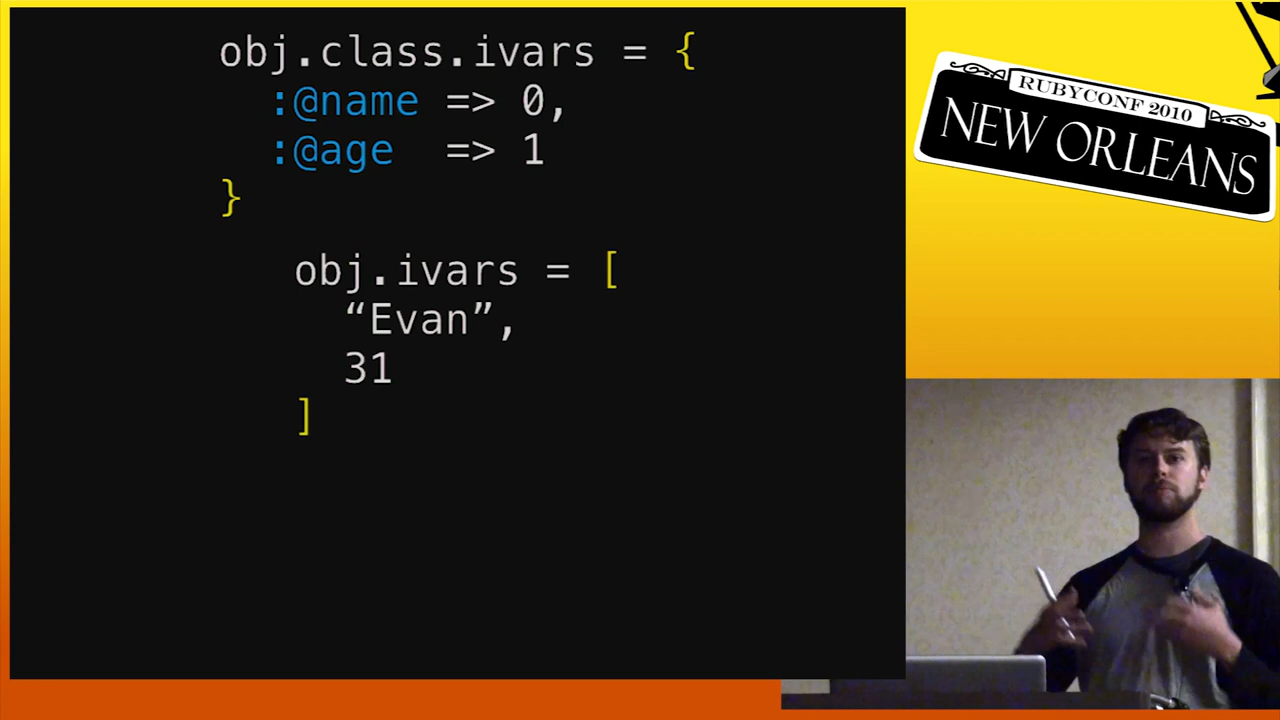 obj.class.ivars = {
:@name => 0,
:@age => 1
}
obj.ivars = [
“Evan”,
31
]
RUBYCONF 2010
NEW ORLEANS